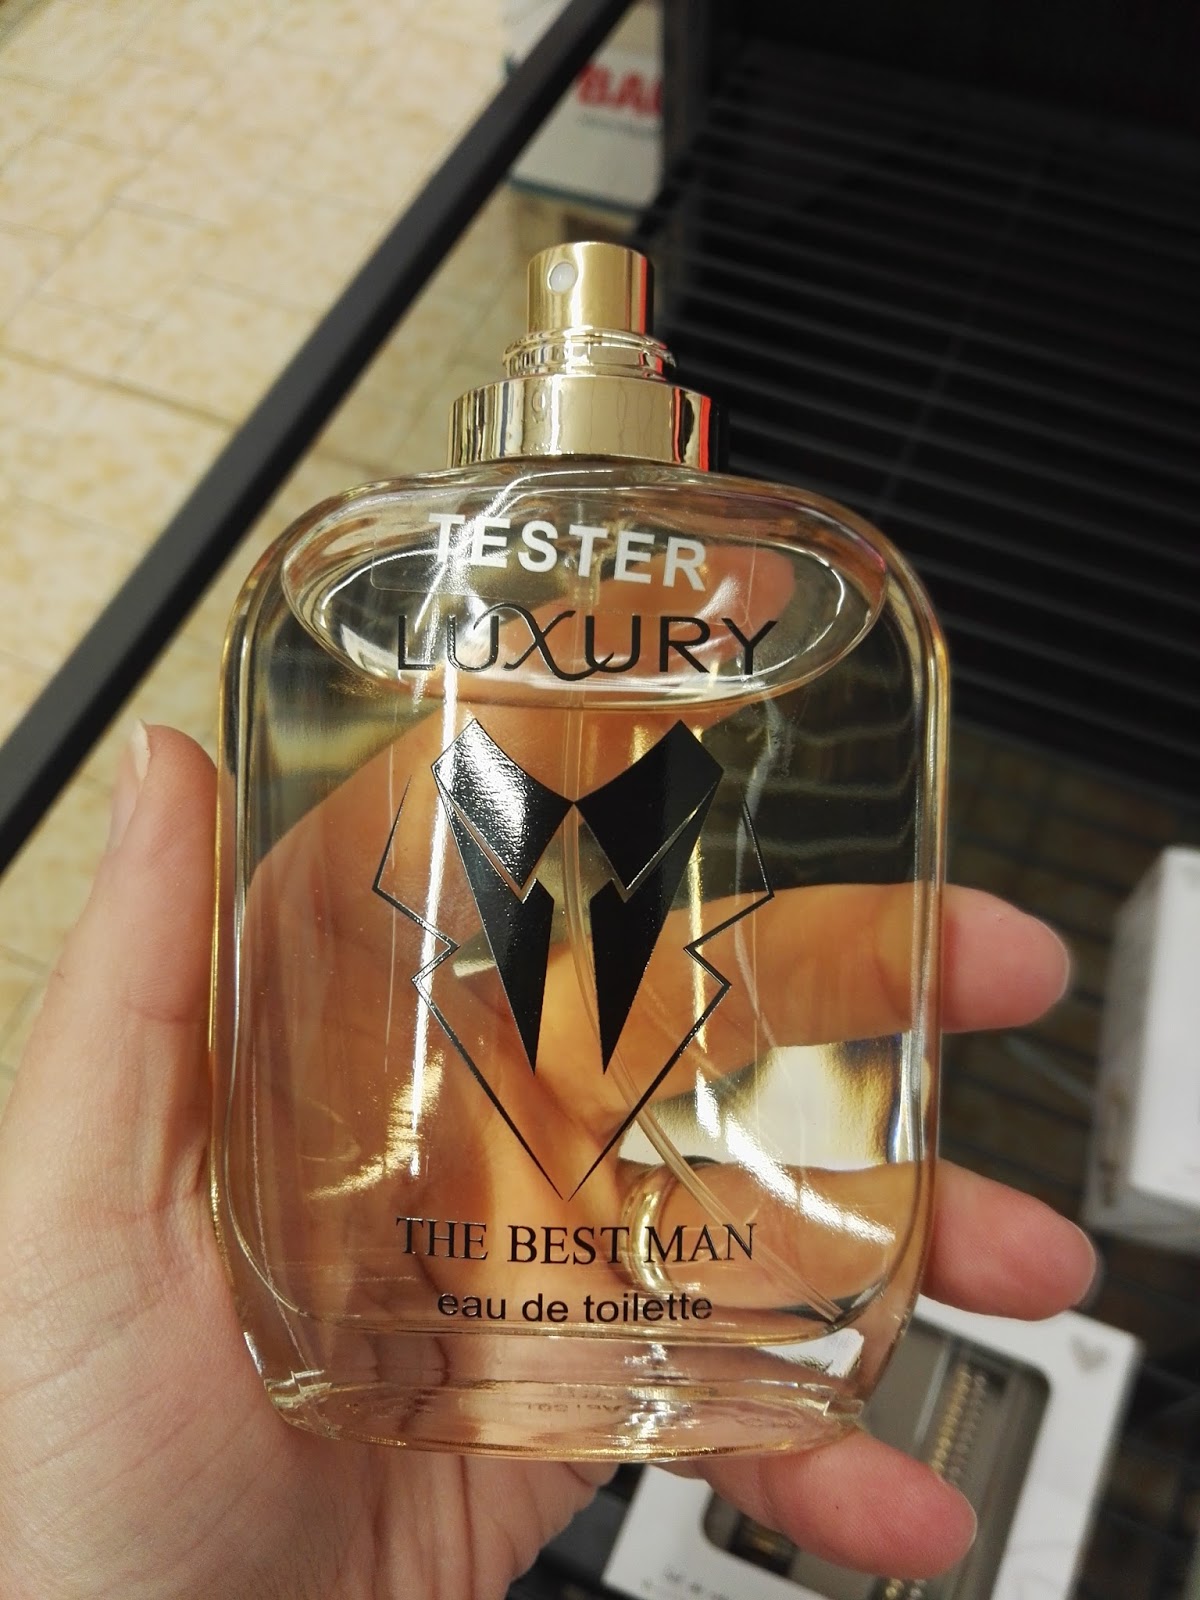 TESTER
LUXURY
THE BEST MAN
eau de toilette